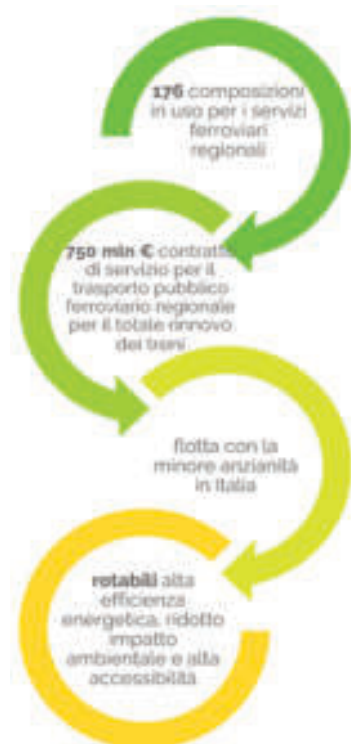 176 composizioni
in uso per i servizi
ferroviari
regionali
750 mln € contratto
di servizio per il
trasporto pubblico
ferroviario regionale
per il totale rinnovo
dei treni
flotta con la
minore anzianità
in Italia
rotabili alta
efficienza
energetica, ridotto
impatto
ambientale e alta
accessibilità